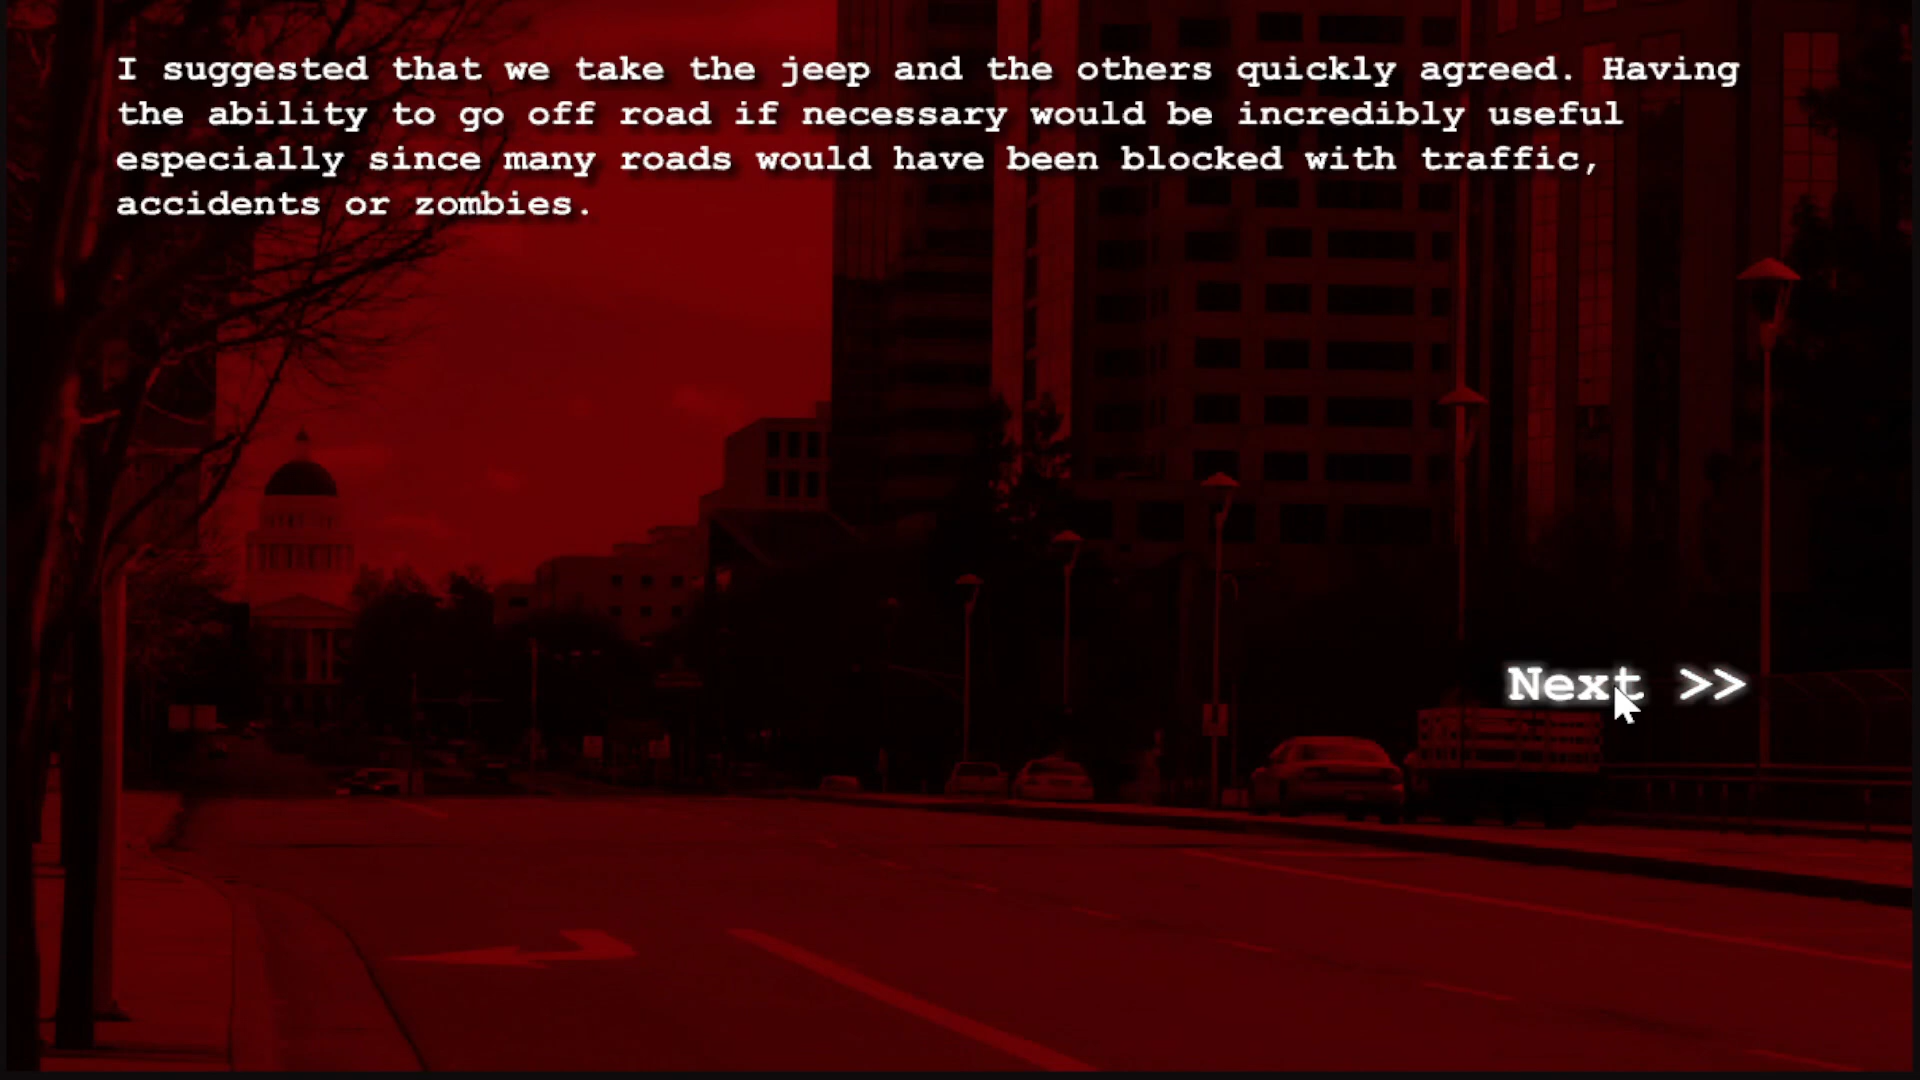 I suggested that we take the jeep and the others quickly agreed. Having
the ability to go off road if necessary would be incredibly useful
especially since many roads would have been blocked with traffic,
accidents or zombies.
Next >>